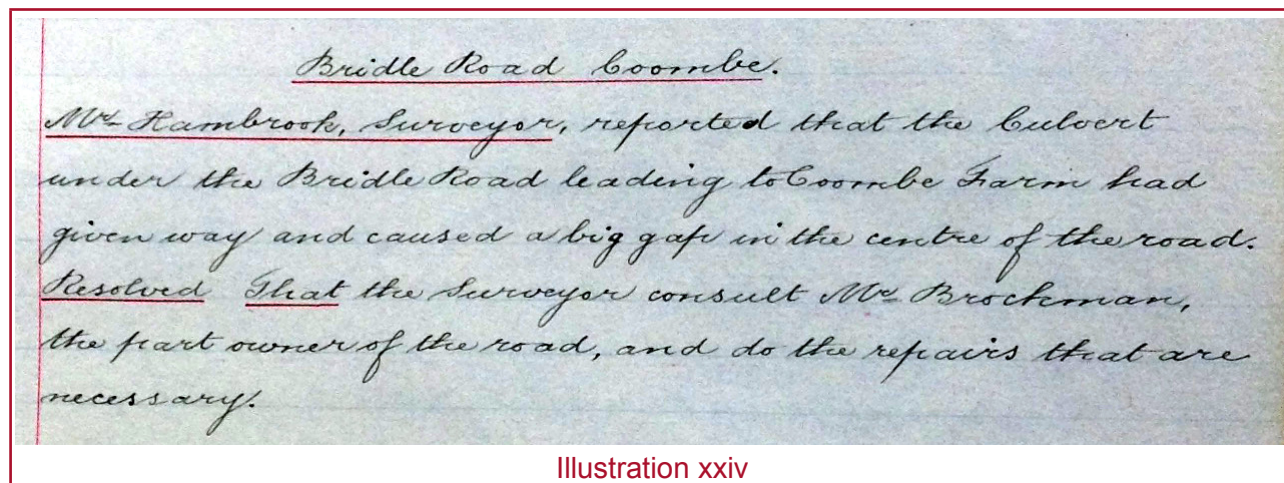 Bridle Road Coombe.
Mr Hambrook, Surveyor, reported that the Culvert
under the Bridle Road leading to Coombe Farm had
given way and caused a big gap in the centre of the road.
Resolved That the Surveyor consult Mr Brockman,
the part owner of the road, and do the repairs that are
necessary.
Illustration xxiv